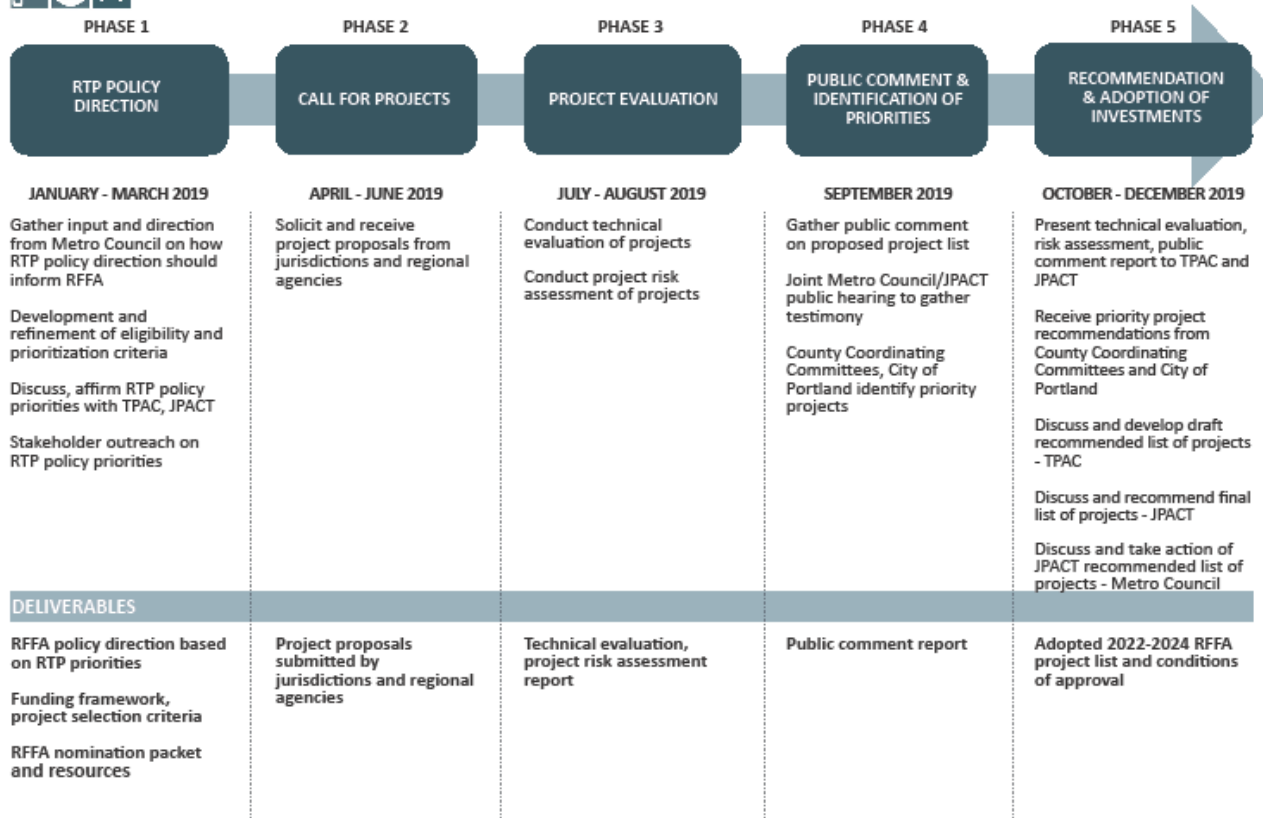 PHASE 1
RTP POLICY
DIRECTION
JANUARY - MARCH 2019
Gather input and direction
from Metro Council on how
RTP policy direction should
inform RFFA
Development and
refinement of eligibility and
prioritization criteria
Discuss, affirm RTP policy
priorities with TPAC, JPACT
Stakeholder outreach on
RTP policy priorities
PHASE 2
CALL FOR PROJECTS
APRIL - JUNE 2019
Solicit and receive
project proposals from
jurisdictions and regional
agencies
PHASE 3
PROJECT EVALUATION
JULY - AUGUST 2019
Conduct technical
evaluation of projects
Conduct project risk
assessment of projects
PHASE 4
PUBLIC COMMENT &
IDENTIFICATION OF
PRIORITIES
SEPTEMBER 2019
Gather public comment
on proposed project list
Joint Metro Council/JPACT
public hearing to gather
testimony
County Coordinating
Committees, City of
Portland identify priority
projects
PHASE 5
RECOMMENDATION
& ADOPTION OF
INVESTMENTS
OCTOBER - DECEMBER 2019
Present technical evaluation,
risk assessment, public
comment report to TPAC and
JPACT
Receive priority project
recommendations from
County Coordinating
Committees and City of
Portland
Discuss and develop draft
recommended list of projects
- TPAC
Discuss and recommend final
list of projects - JPACT
Discuss and take action of
JPACT recommended list of
projects - Metro Council
DELIVERABLES
RFFA policy direction based
on RTP priorities
Funding framework,
project selection criteria
RFFA nomination packet
and resources
Project proposals
submitted by
jurisdictions and regional
agencies
Technical evaluation,
project risk assessment
report
Public comment report
Adopted 2022-2024 RFFA
project list and conditions
of approval